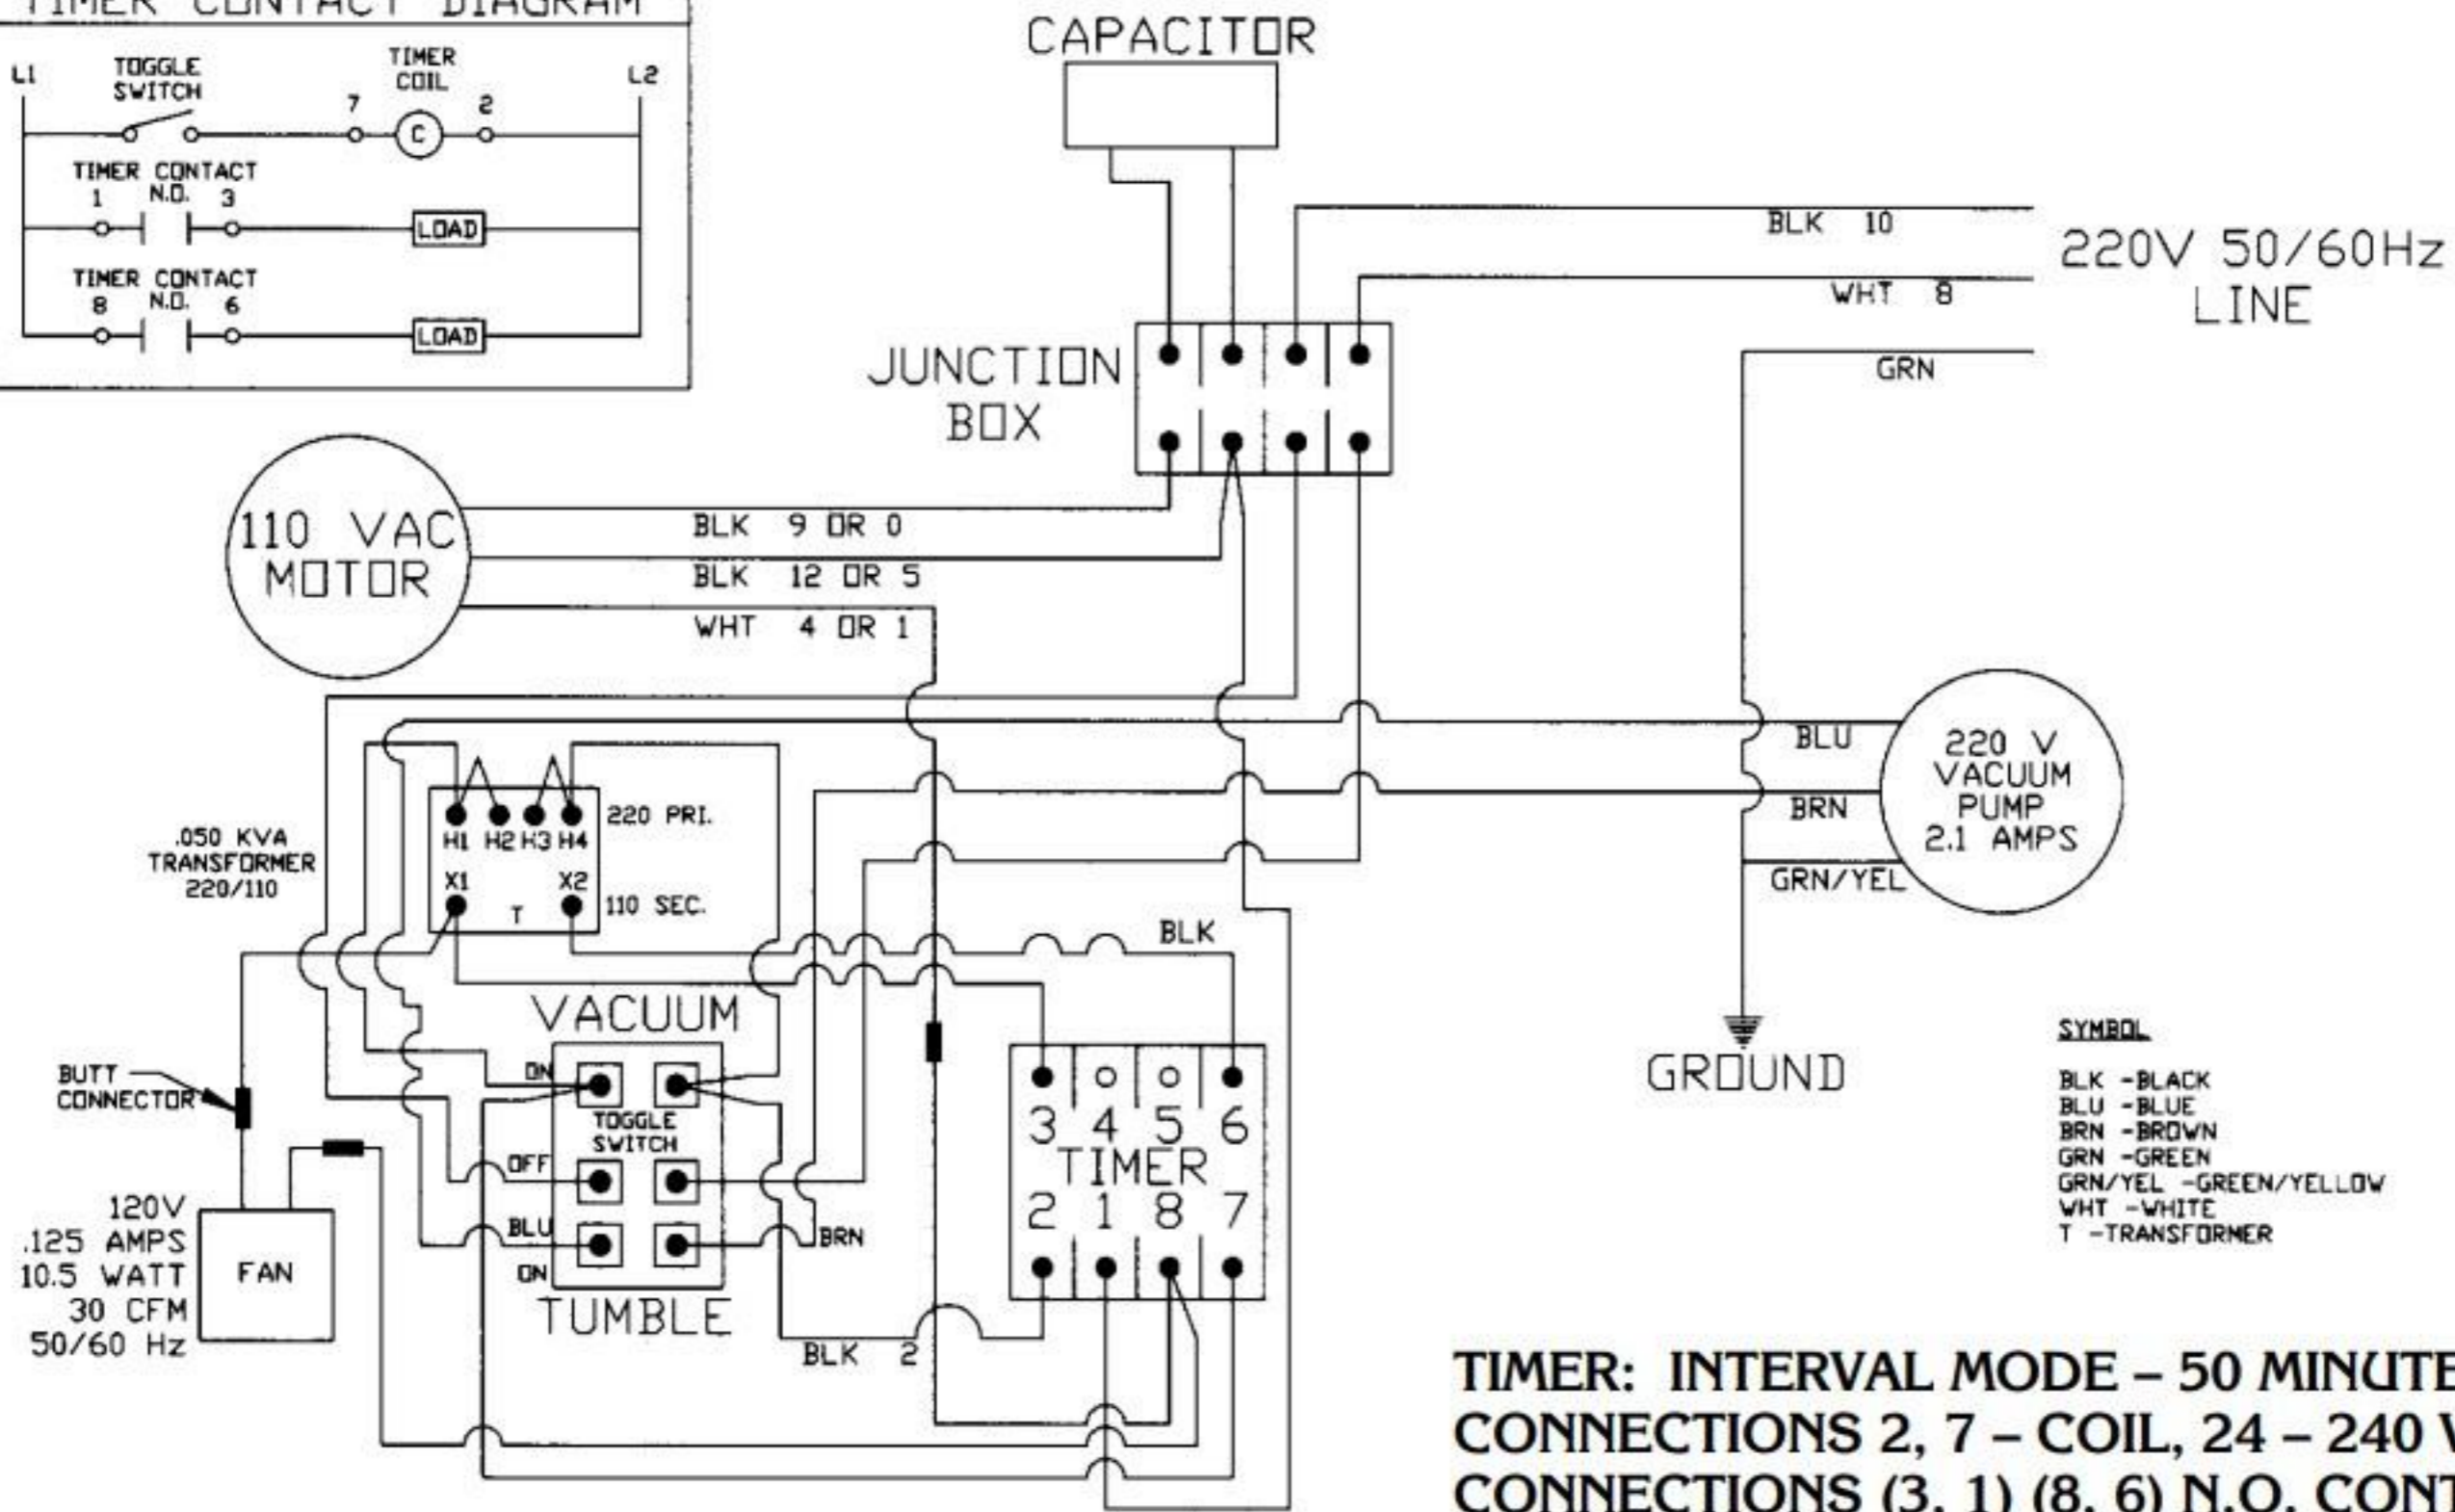 TIMER CONTACT DIAGRAM
L1
TOGGLE
SWITCH
TIMER
COIL
L2
7
C
2
TIMER CONTACT
N.O.
1
3
LOAD
TIMER CONTACT
N.O.
8
6
LOAD
CAPACITOR
BLK 10
WHT 8
220V 50/60Hz
LINE
GRN
JUNCTION
BOX
110 VAC
MOTOR
BLK 9 OR 0
BLK 12 OR 5
WHT 4 OR 1
BLU
BRN
GRN/YEL
220 V
VACUUM
PUMP
2.1 AMPS
.050 KVA
TRANSFORMER
220/110
H1 H2 H3 H4
220 PRI.
X1
X2
T
110 SEC.
BLK
VACUUM
ON
TOGGLE
SWITCH
OFF
BLU
BRN
ON
TUMBLE
BUTT
CONNECTOR
120V
.125 AMPS
10.5 WATT
30 CFM
50/60 Hz
FAN
BLK 2
3 4 5 6
TIMER
2 1 8 7
GROUND
SYMBOL
BLK -BLACK
BLU -BLUE
BRN -BROWN
GRN -GREEN
GRN/YEL -GREEN/YELLOW
WHT -WHITE
T -TRANSFORMER
TIMER: INTERVAL MODE – 50 MINUTE
CONNECTIONS 2, 7 – COIL, 24 – 240 V
CONNECTIONS (3, 1) (8, 6) N.O. CONT